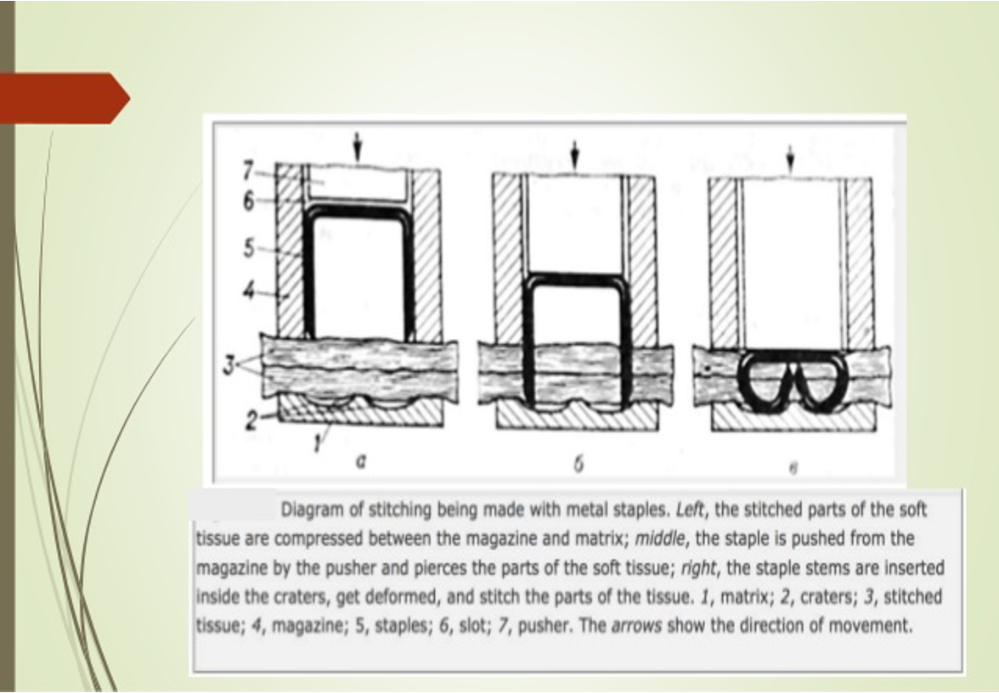 7
6
5
4
3
2
1
а
б
в
Diagram of stitching being made with metal staples. Left, the stitched parts of the soft
tissue are compressed between the magazine and matrix; middle, the staple is pushed from the
magazine by the pusher and pierces the parts of the soft tissue; right, the staple stems are inserted
inside the craters, get deformed, and stitch the parts of the tissue. 1, matrix; 2, craters; 3, stitched
tissue; 4, magazine; 5, staples; 6, slot; 7, pusher. The arrows show the direction of movement.